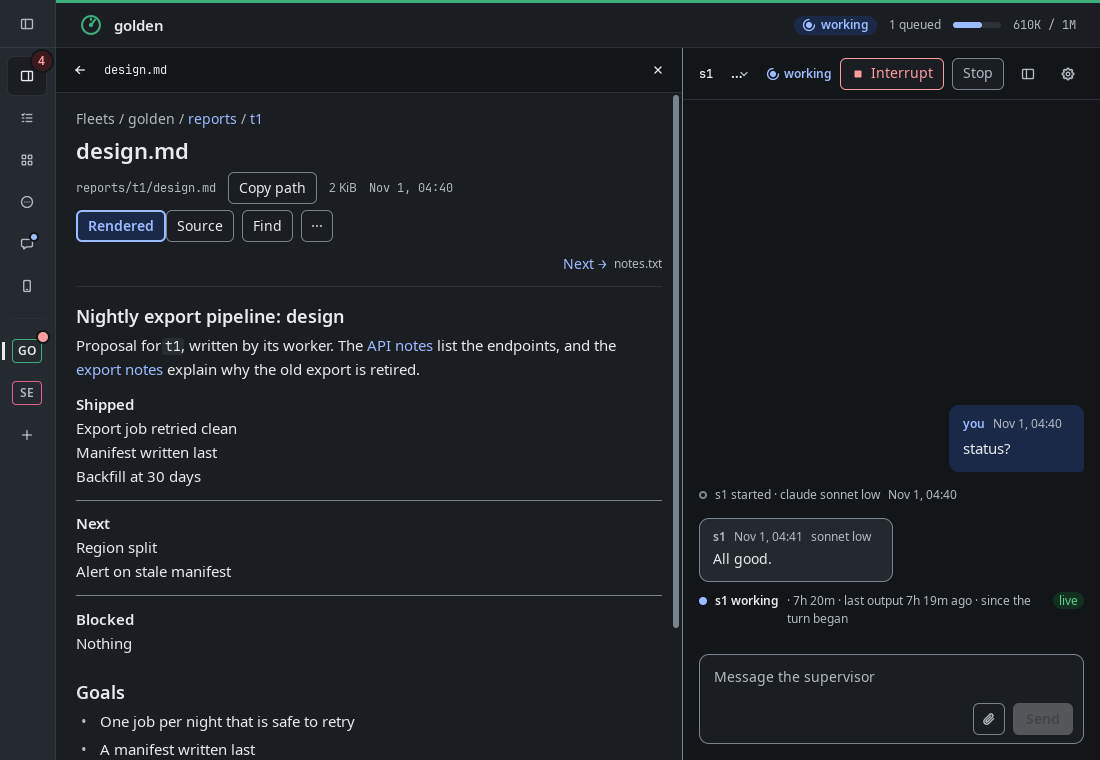 golden
working
1 queued
610K / 1M
4
GO
SE
design.md
Fleets / golden / reports / t1
design.md
reports/t1/design.md
Copy path
2 KiB
Nov 1, 04:40
Rendered
Source
Find
···
Next →
notes.txt
Nightly export pipeline: design
Proposal for t1, written by its worker. The API notes list the endpoints, and the
export notes explain why the old export is retired.
Shipped
Export job retried clean
Manifest written last
Backfill at 30 days
Next
Region split
Alert on stale manifest
Blocked
Nothing
Goals
• One job per night that is safe to retry
• A manifest written last
s1
...
working
Interrupt
Stop
you Nov 1, 04:40
status?
s1 started · claude sonnet low Nov 1, 04:40
s1 Nov 1, 04:41 sonnet low
All good.
s1 working · 7h 20m · last output 7h 19m ago · since the
turn began
live
Message the supervisor
Send